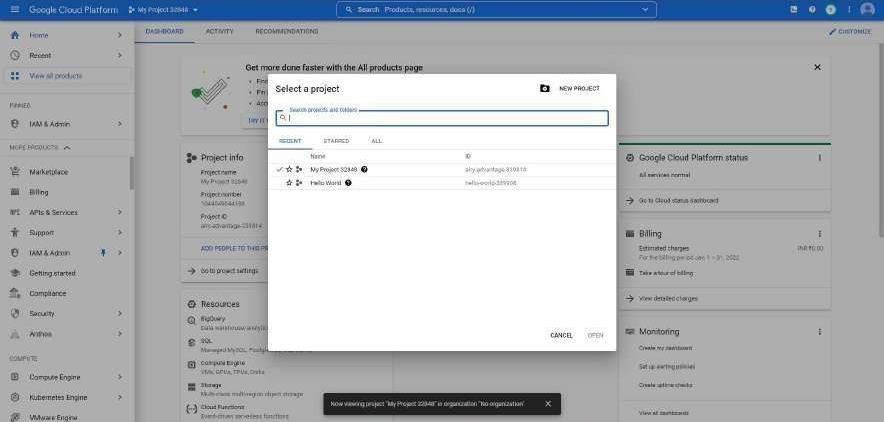 Google Cloud Platform
My Project 32848
Search Products, resources, docs (/)
Home
Recent
View all products
PINNED
IAM & Admin
MORE PRODUCTS
Marketplace
Billing
APIs & Services
Support
IAM & Admin
Getting started
Compliance
Security
Anthos
COMPUTE
Compute Engine
Kubernetes Engine
VMware Engine
DASHBOARD
ACTIVITY
RECOMMENDATIONS
CUSTOMIZE
Get more done faster with the All products page
TRY IT
Project info
Project name
My Project 32848
Project number
Project ID
ADD PEOPLE TO THIS PR
Go to project settings
Resources
BigQuery
Data warehouse/analytic
SQL
Managed MySQL, Postgre
Compute Engine
VMs, GPUs, TPUs, Disks
Storage
Multi-class multi-region object storage
Cloud Functions
Event-driven serverless functions
Select a project
NEW PROJECT
Search projects and folders
RECENT
STARRED
ALL
Name
ID
My Project 32848
Hello World
CANCEL
OPEN
Google Cloud Platform status
All services normal
Go to Cloud status dashboard
Billing
Estimated charges
INR ₹0.00
For the billing period Jan 1 – 31, 2022
Take a tour of billing
View detailed charges
Monitoring
Create my dashboard
Set up alerting policies
Create uptime checks
View all dashboards
Now viewing project "My Project 32848" in organization "No organization"